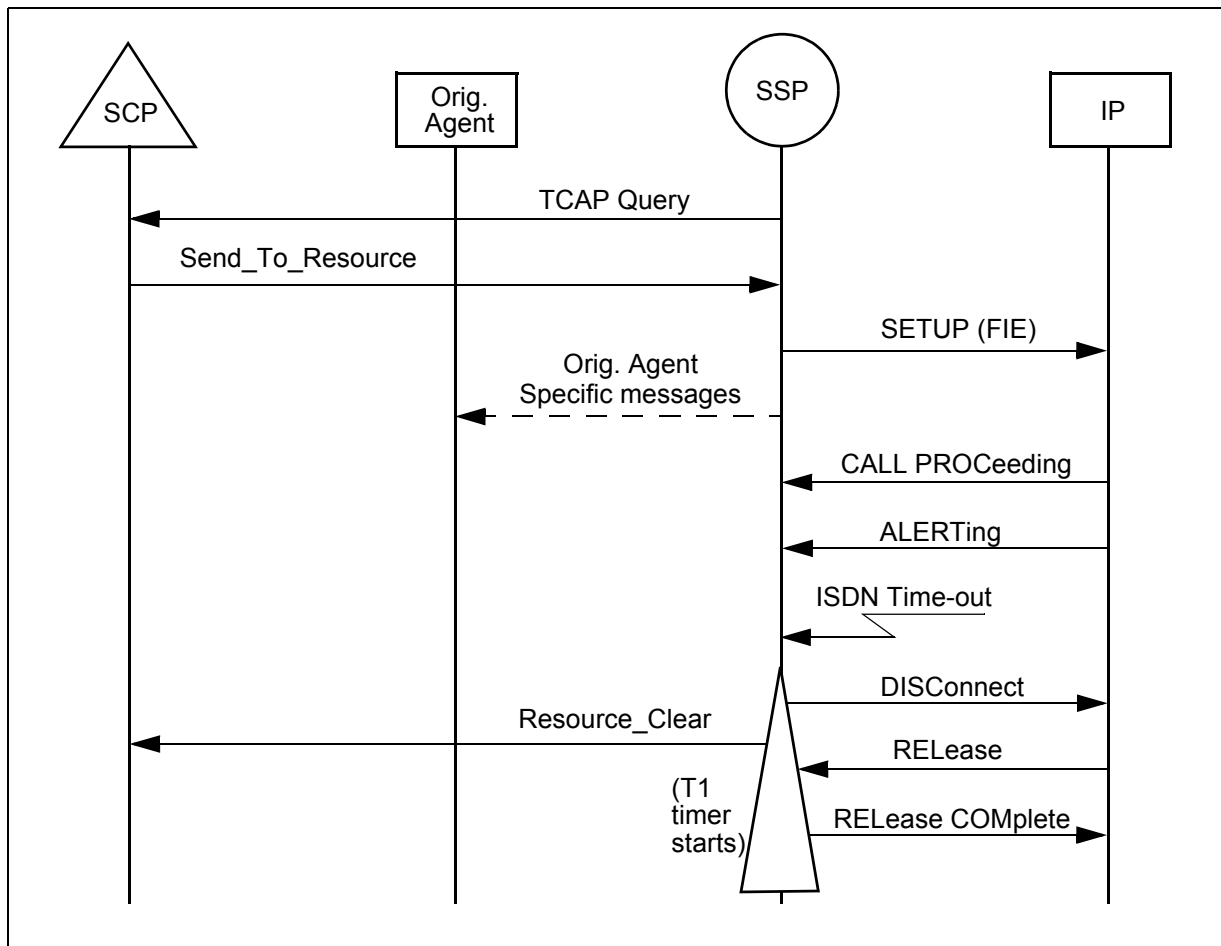 SCP
Orig.
Agent
SSP
IP
TCAP Query
Send_To_Resource
SETUP (FIE)
Orig. Agent
Specific messages
CALL PROCeeding
ALERTing
ISDN Time-out
DISConnect
Resource_Clear
RELease
(T1
timer
starts)
RELease COMplete